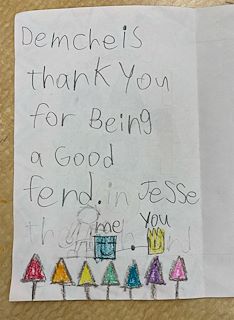 Demcheis
thank you
for Being
a Good
fend. in Jesse
me you